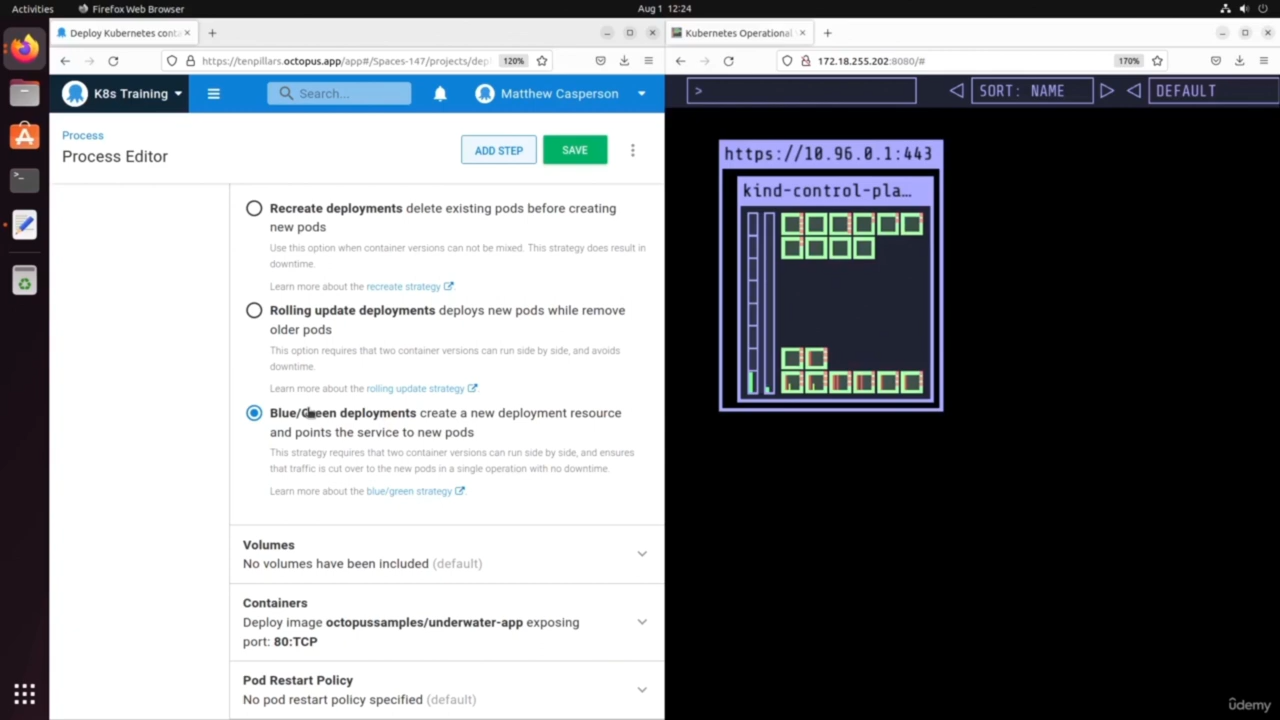 Activities
Firefox Web Browser
Aug 1 12:24
Deploy Kubernetes cont
https://tenpillars.octopus.app/app#/Spaces-147/projects/dep
120%
K8s Training
Search...
Matthew Casperson
Process
Process Editor
ADD STEP
SAVE
Recreate deployments delete existing pods before creating
new pods
Use this option when container versions can not be mixed. This strategy does result in
downtime.
Learn more about the recreate strategy
Rolling update deployments deploys new pods while remove
older pods
This option requires that two container versions can run side by side, and avoids
downtime.
Learn more about the rolling update strategy
Blue/Green deployments create a new deployment resource
and points the service to new pods
This strategy requires that two container versions can run side by side, and ensures
that traffic is cut over to the new pods in a single operation with no downtime.
Learn more about the blue/green strategy
Volumes
No volumes have been included (default)
Containers
Deploy image octopussamples/underwater-app exposing
port: 80:TCP
Pod Restart Policy
No pod restart policy specified (default)
Kubernetes Operational
172.18.255.202:8080/#
170%
>
SORT: NAME
DEFAULT
https://10.96.0.1:443
kind-control-pla...
udemy